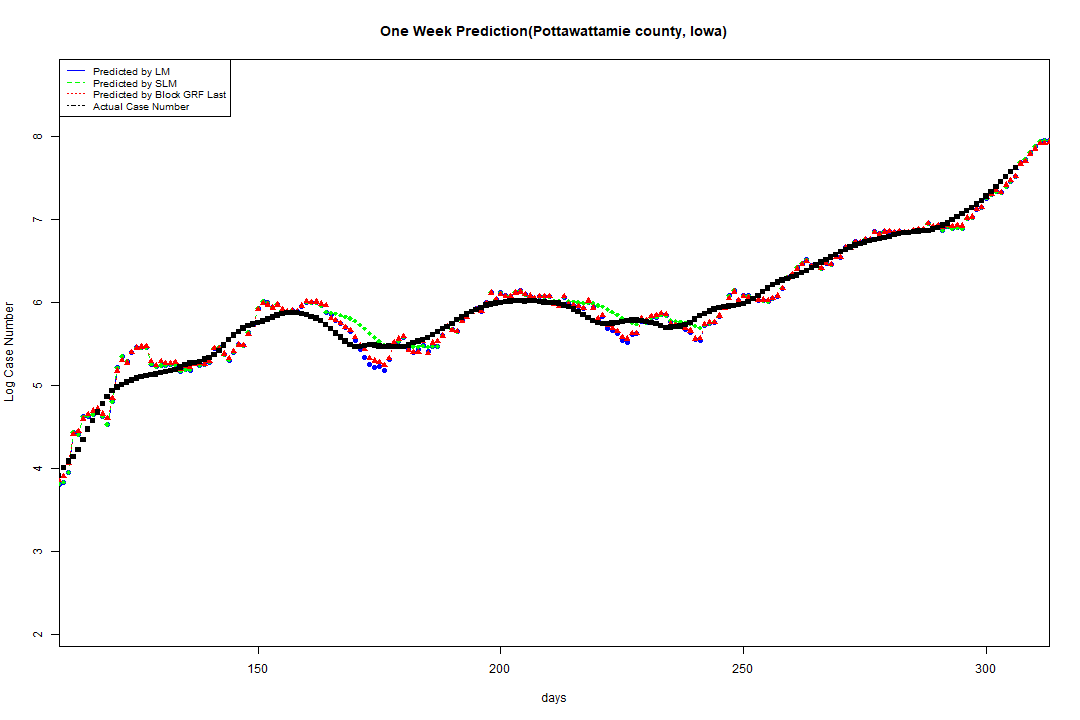 One Week Prediction(Pottawattamie county, Iowa)
Predicted by LM
Predicted by SLM
Predicted by Block GRF Last
Actual Case Number
8
7
6
5
4
3
2
Log Case Number
150 200 250 300
days